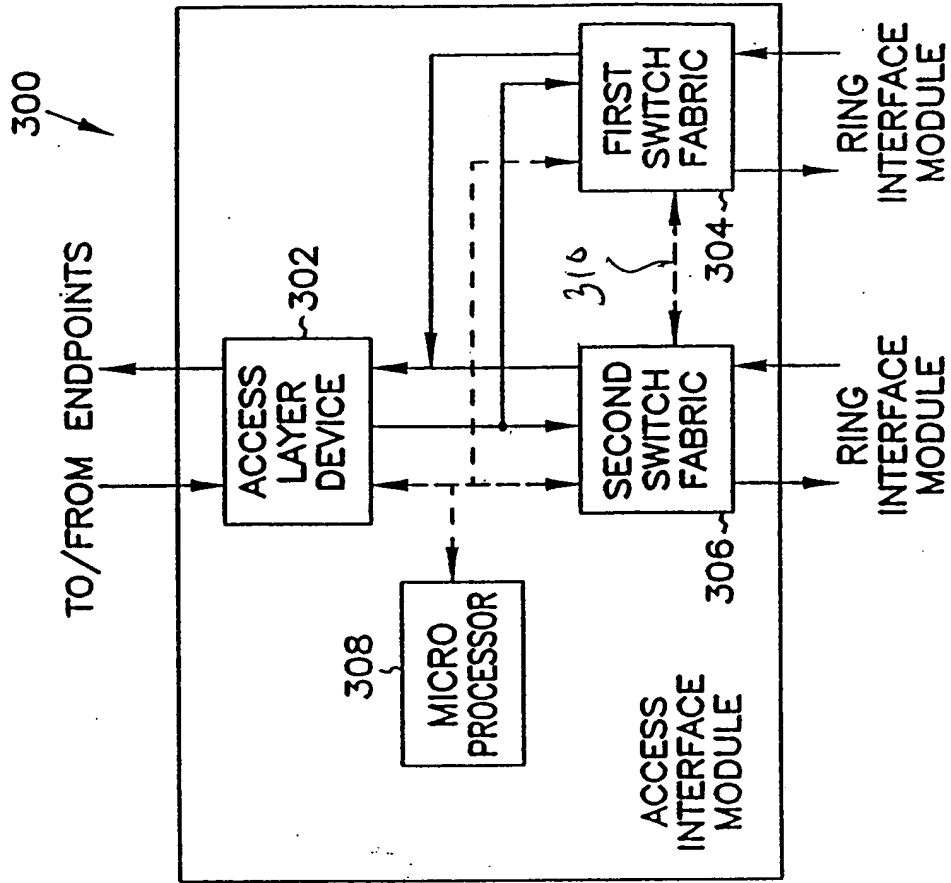 300
TO/FROM ENDPOINTS
302
ACCESS
LAYER
DEVICE
308
MICRO
PROCESSOR
FIRST
SWITCH
FABRIC
310
SECOND
SWITCH
FABRIC
304
306
ACCESS
INTERFACE
MODULE
RING
INTERFACE
MODULE
RING
INTERFACE
MODULE